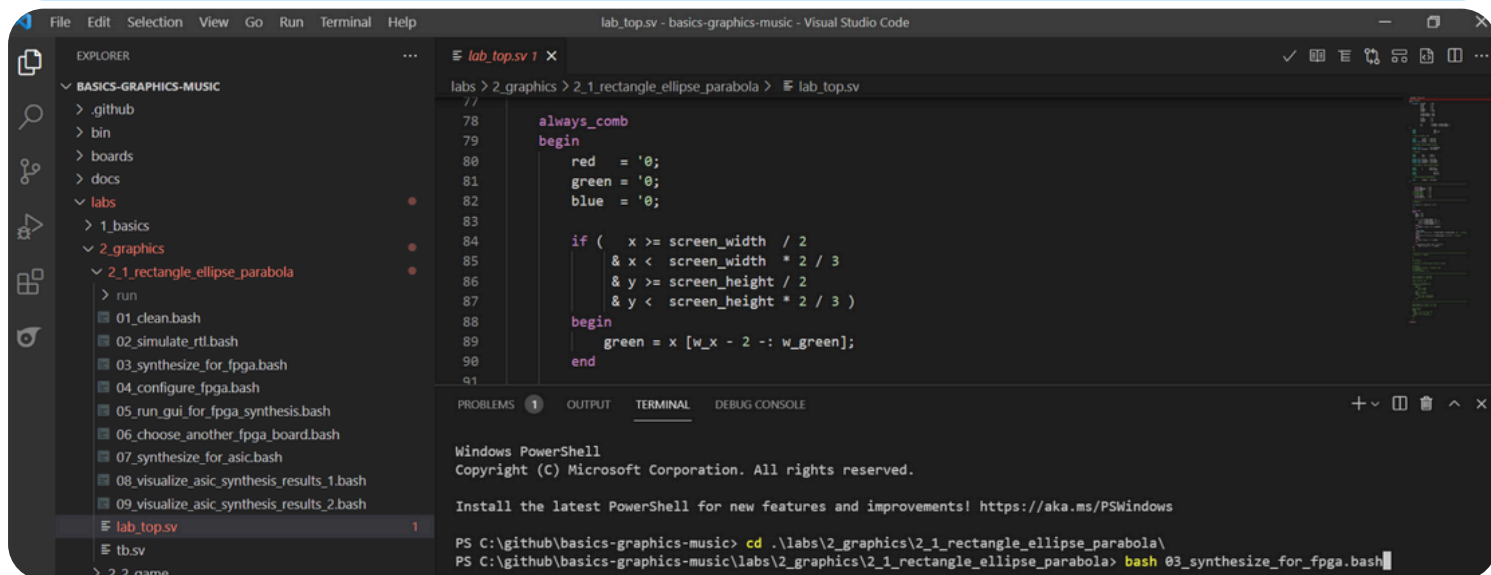 File Edit Selection View Go Run Terminal Help
lab_top.sv - basics-graphics-music - Visual Studio Code
EXPLORER
BASICS-GRAPHICS-MUSIC
> .github
> bin
> boards
> docs
labs
> 1_basics
2_graphics
2_1_rectangle_ellipse_parabola
> run
01_clean.bash
02_simulate_rtl.bash
03_synthesize_for_fpga.bash
04_configure_fpga.bash
05_run_gui_for_fpga_synthesis.bash
06_choose_another_fpga_board.bash
07_synthesize_for_asic.bash
08_visualize_asic_synthesis_results_1.bash
09_visualize_asic_synthesis_results_2.bash
lab_top.sv 1
tb.sv
> 2_2_game
lab_top.sv 1
labs > 2_graphics > 2_1_rectangle_ellipse_parabola > lab_top.sv
77
78 always_comb
79 begin
80 red   = '0;
81 green = '0;
82 blue  = '0;
83
84 if (   x >= screen_width  / 2
85 & x <  screen_width  * 2 / 3
86 & y >= screen_height / 2
87 & y <  screen_height * 2 / 3 )
88 begin
89 green = x [w_x - 2 -: w_green];
90 end
91
PROBLEMS 1 OUTPUT TERMINAL DEBUG CONSOLE
Windows PowerShell
Copyright (C) Microsoft Corporation. All rights reserved.
Install the latest PowerShell for new features and improvements! https://aka.ms/PSWindows
PS C:\github\basics-graphics-music> cd .\labs\2_graphics\2_1_rectangle_ellipse_parabola\
PS C:\github\basics-graphics-music\labs\2_graphics\2_1_rectangle_ellipse_parabola> bash 03_synthesize_for_fpga.bash